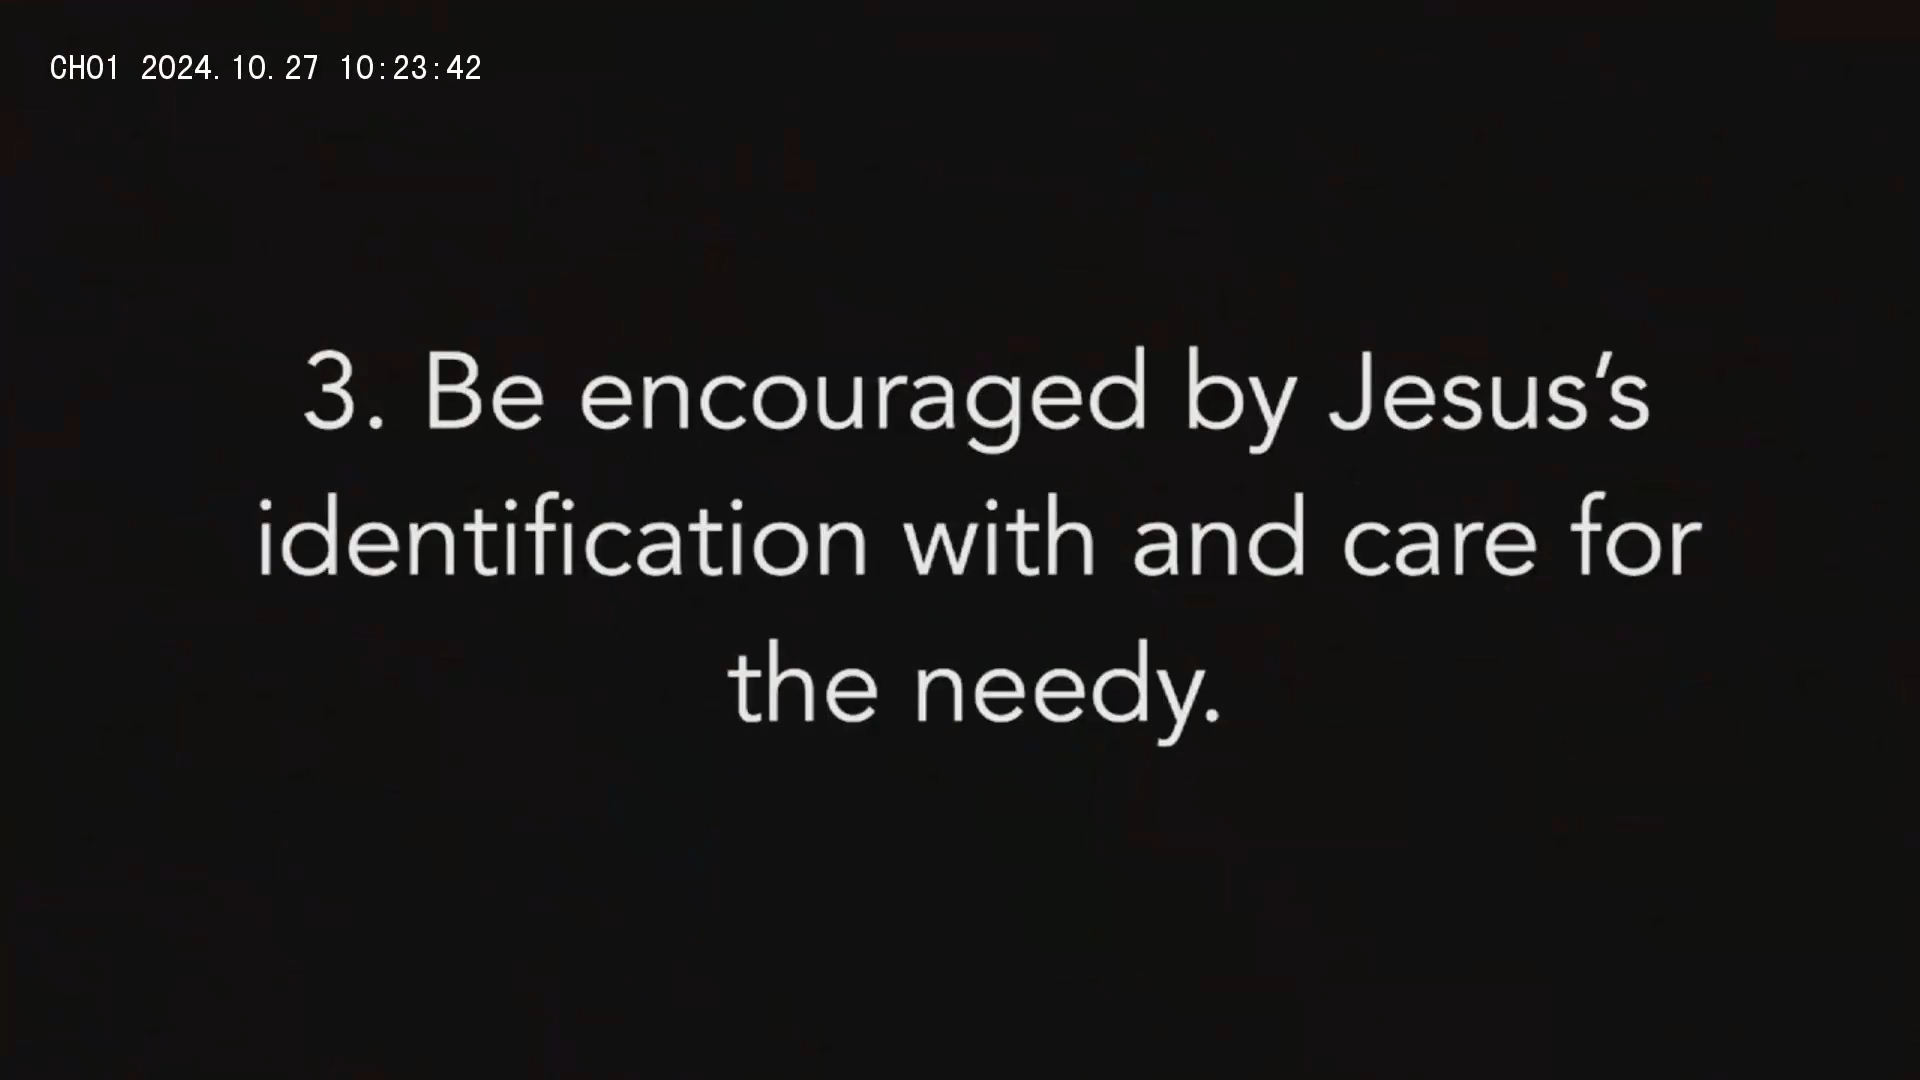 CH01 2024.10.27 10:23:42
3. Be encouraged by Jesus’s
identification with and care for
the needy.